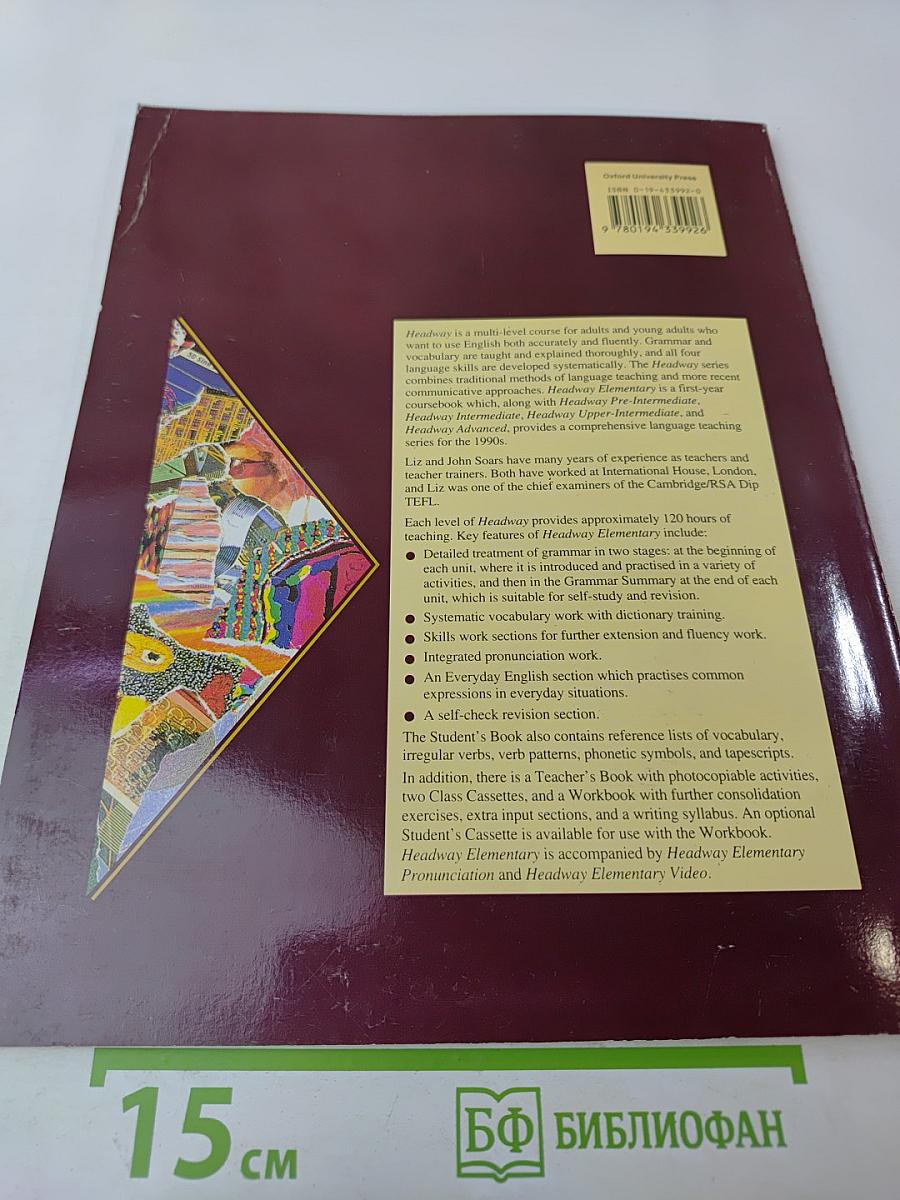 Oxford University Press
ISBN 0-19-433992-0
9 780194 339926
Headway is a multi-level course for adults and young adults who
want to use English both accurately and fluently. Grammar and
vocabulary are taught and explained thoroughly, and all four
language skills are developed systematically. The Headway series
combines traditional methods of language teaching and more recent
communicative approaches. Headway Elementary is a first-year
coursebook which, along with Headway Pre-Intermediate,
Headway Intermediate, Headway Upper-Intermediate, and
Headway Advanced, provides a comprehensive language teaching
series for the 1990s.
Liz and John Soars have many years of experience as teachers and
teacher trainers. Both have worked at International House, London,
and Liz was one of the chief examiners of the Cambridge/RSA Dip
TEFL.
Each level of Headway provides approximately 120 hours of
teaching. Key features of Headway Elementary include:
● Detailed treatment of grammar in two stages: at the beginning of
each unit, where it is introduced and practised in a variety of
activities, and then in the Grammar Summary at the end of each
unit, which is suitable for self-study and revision.
● Systematic vocabulary work with dictionary training.
● Skills work sections for further extension and fluency work.
● Integrated pronunciation work.
● An Everyday English section which practises common
expressions in everyday situations.
● A self-check revision section.
The Student's Book also contains reference lists of vocabulary,
irregular verbs, verb patterns, phonetic symbols, and tapescripts.
In addition, there is a Teacher's Book with photocopiable activities,
two Class Cassettes, and a Workbook with further consolidation
exercises, extra input sections, and a writing syllabus. An optional
Student's Cassette is available for use with the Workbook.
Headway Elementary is accompanied by Headway Elementary
Pronunciation and Headway Elementary Video.
15 см
БФ БИБЛИОФАН